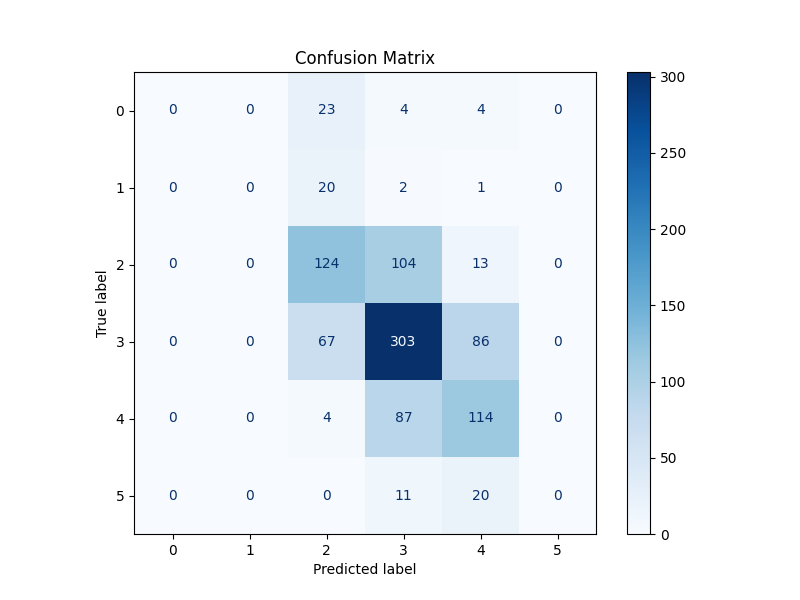 Confusion Matrix
True label
0 0 0 23 4 4 0
1 0 0 20 2 1 0
2 0 0 124 104 13 0
3 0 0 67 303 86 0
4 0 0 4 87 114 0
5 0 0 0 11 20 0
0 1 2 3 4 5
Predicted label
300
250
200
150
100
50
0